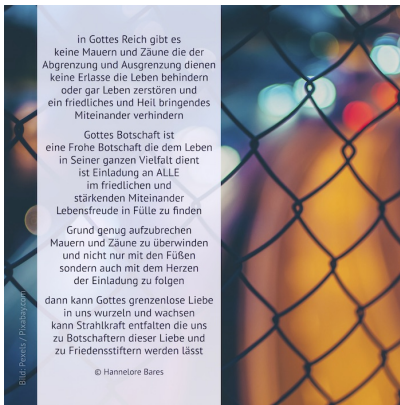 in Gottes Reich gibt es
keine Mauern und Zäune die der
Abgrenzung und Ausgrenzung dienen
keine Erlasse die Leben behindern
oder gar Leben zerstören und
ein friedliches und Heil bringendes
Miteinander verhindern
Gottes Botschaft ist
eine Frohe Botschaft die dem Leben
in Seiner ganzen Vielfalt dient
ist Einladung an ALLE
im friedlichen und
stärkenden Miteinander
Lebensfreude in Fülle zu finden
Grund genug aufzubrechen
Mauern und Zäune zu überwinden
und nicht nur mit den Füßen
sondern auch mit dem Herzen
der Einladung zu folgen
dann kann Gottes grenzenlose Liebe
in uns wurzeln und wachsen
kann Strahlkraft entfalten die uns
zu Botschaftern dieser Liebe und
zu Friedensstiftern werden lässt
© Hannelore Bares
Bild: Pexels / Pixabay.com